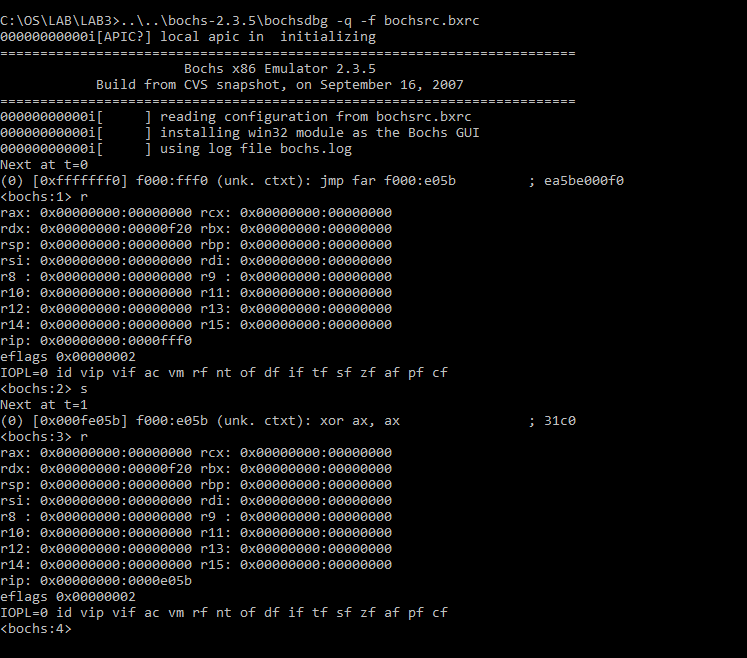 C:\OS\LAB\LAB3>..\..\bochs-2.3.5\bochsdbg -q -f bochsrc.bxrc
00000000000i[APIC?] local apic in  initializing
========================================================================
                       Bochs x86 Emulator 2.3.5
            Build from CVS snapshot, on September 16, 2007
========================================================================
00000000000i[     ] reading configuration from bochsrc.bxrc
00000000000i[     ] installing win32 module as the Bochs GUI
00000000000i[     ] using log file bochs.log
Next at t=0
(0) [0xfffffff0] f000:fff0 (unk. ctxt): jmp far f000:e05b         ; ea5be000f0
<bochs:1> r
rax: 0x00000000:00000000 rcx: 0x00000000:00000000
rdx: 0x00000000:00000f20 rbx: 0x00000000:00000000
rsp: 0x00000000:00000000 rbp: 0x00000000:00000000
rsi: 0x00000000:00000000 rdi: 0x00000000:00000000
r8 : 0x00000000:00000000 r9 : 0x00000000:00000000
r10: 0x00000000:00000000 r11: 0x00000000:00000000
r12: 0x00000000:00000000 r13: 0x00000000:00000000
r14: 0x00000000:00000000 r15: 0x00000000:00000000
rip: 0x00000000:0000fff0
eflags 0x00000002
IOPL=0 id vip vif ac vm rf nt of df if tf sf zf af pf cf
<bochs:2> s
Next at t=1
(0) [0x000fe05b] f000:e05b (unk. ctxt): xor ax, ax                ; 31c0
<bochs:3> r
rax: 0x00000000:00000000 rcx: 0x00000000:00000000
rdx: 0x00000000:00000f20 rbx: 0x00000000:00000000
rsp: 0x00000000:00000000 rbp: 0x00000000:00000000
rsi: 0x00000000:00000000 rdi: 0x00000000:00000000
r8 : 0x00000000:00000000 r9 : 0x00000000:00000000
r10: 0x00000000:00000000 r11: 0x00000000:00000000
r12: 0x00000000:00000000 r13: 0x00000000:00000000
r14: 0x00000000:00000000 r15: 0x00000000:00000000
rip: 0x00000000:0000e05b
eflags 0x00000002
IOPL=0 id vip vif ac vm rf nt of df if tf sf zf af pf cf
<bochs:4>